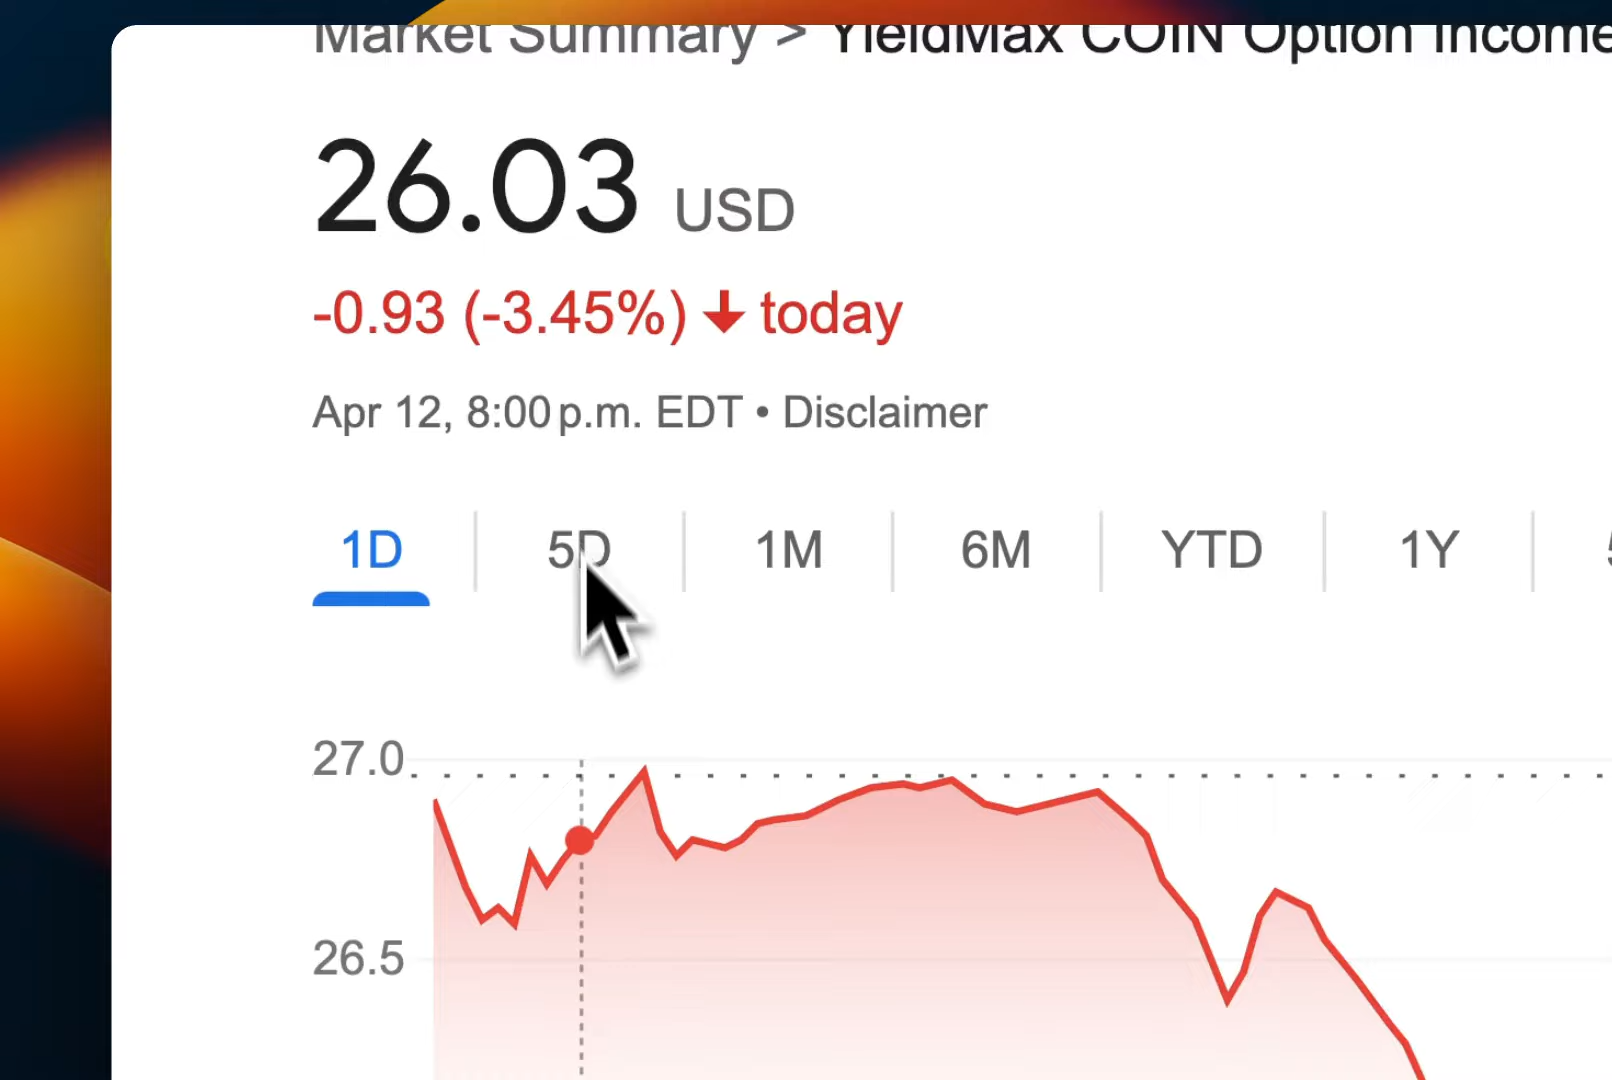 Market Summary > YieldMax COIN Option Income
26.03 USD
-0.93 (-3.45%) ↓ today
Apr 12, 8:00 p.m. EDT • Disclaimer
1D 5D 1M 6M YTD 1Y
27.0
26.5